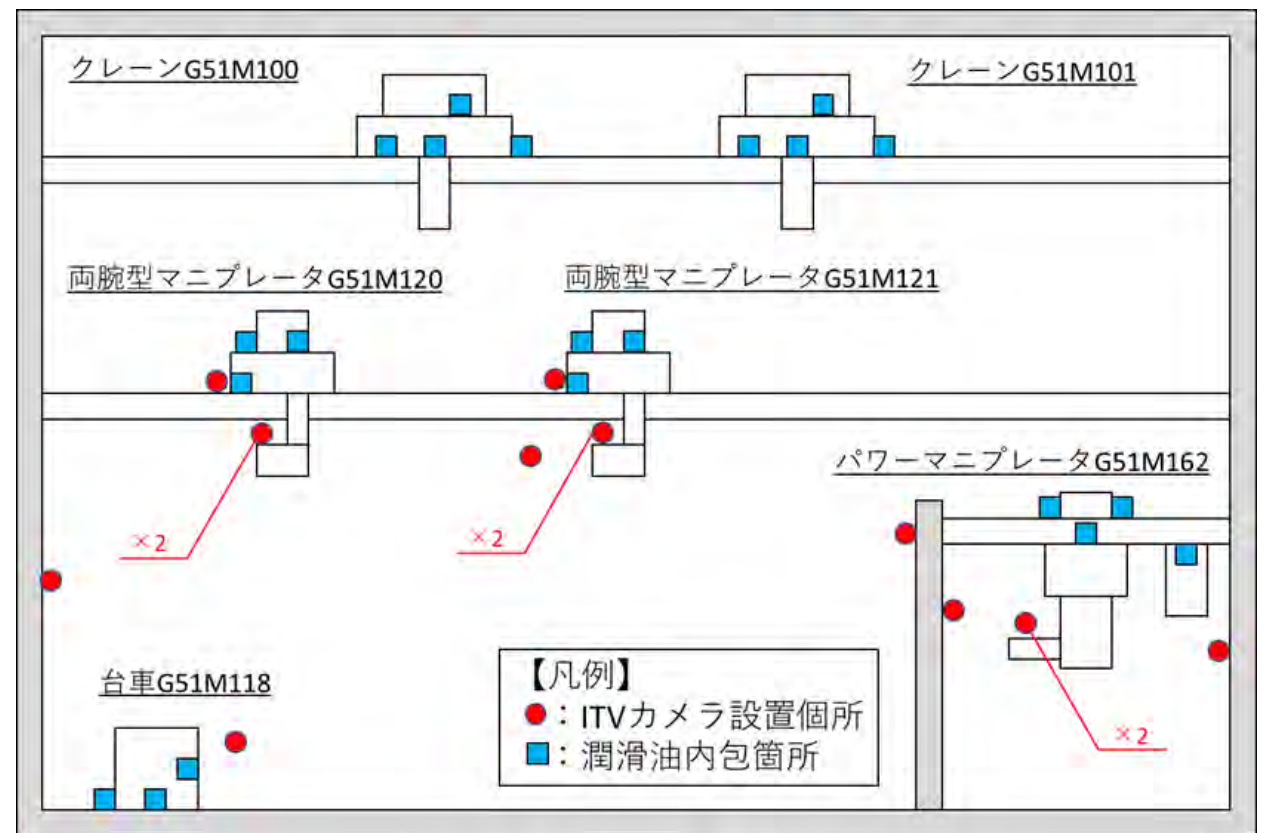 クレーンG51M100
クレーンG51M101
両腕型マニプレータG51M120
両腕型マニプレータG51M121
パワーマニプレータG51M162
×2
×2
台車G51M118
【凡例】
●：ITVカメラ設置個所
■：潤滑油内包箇所
×2